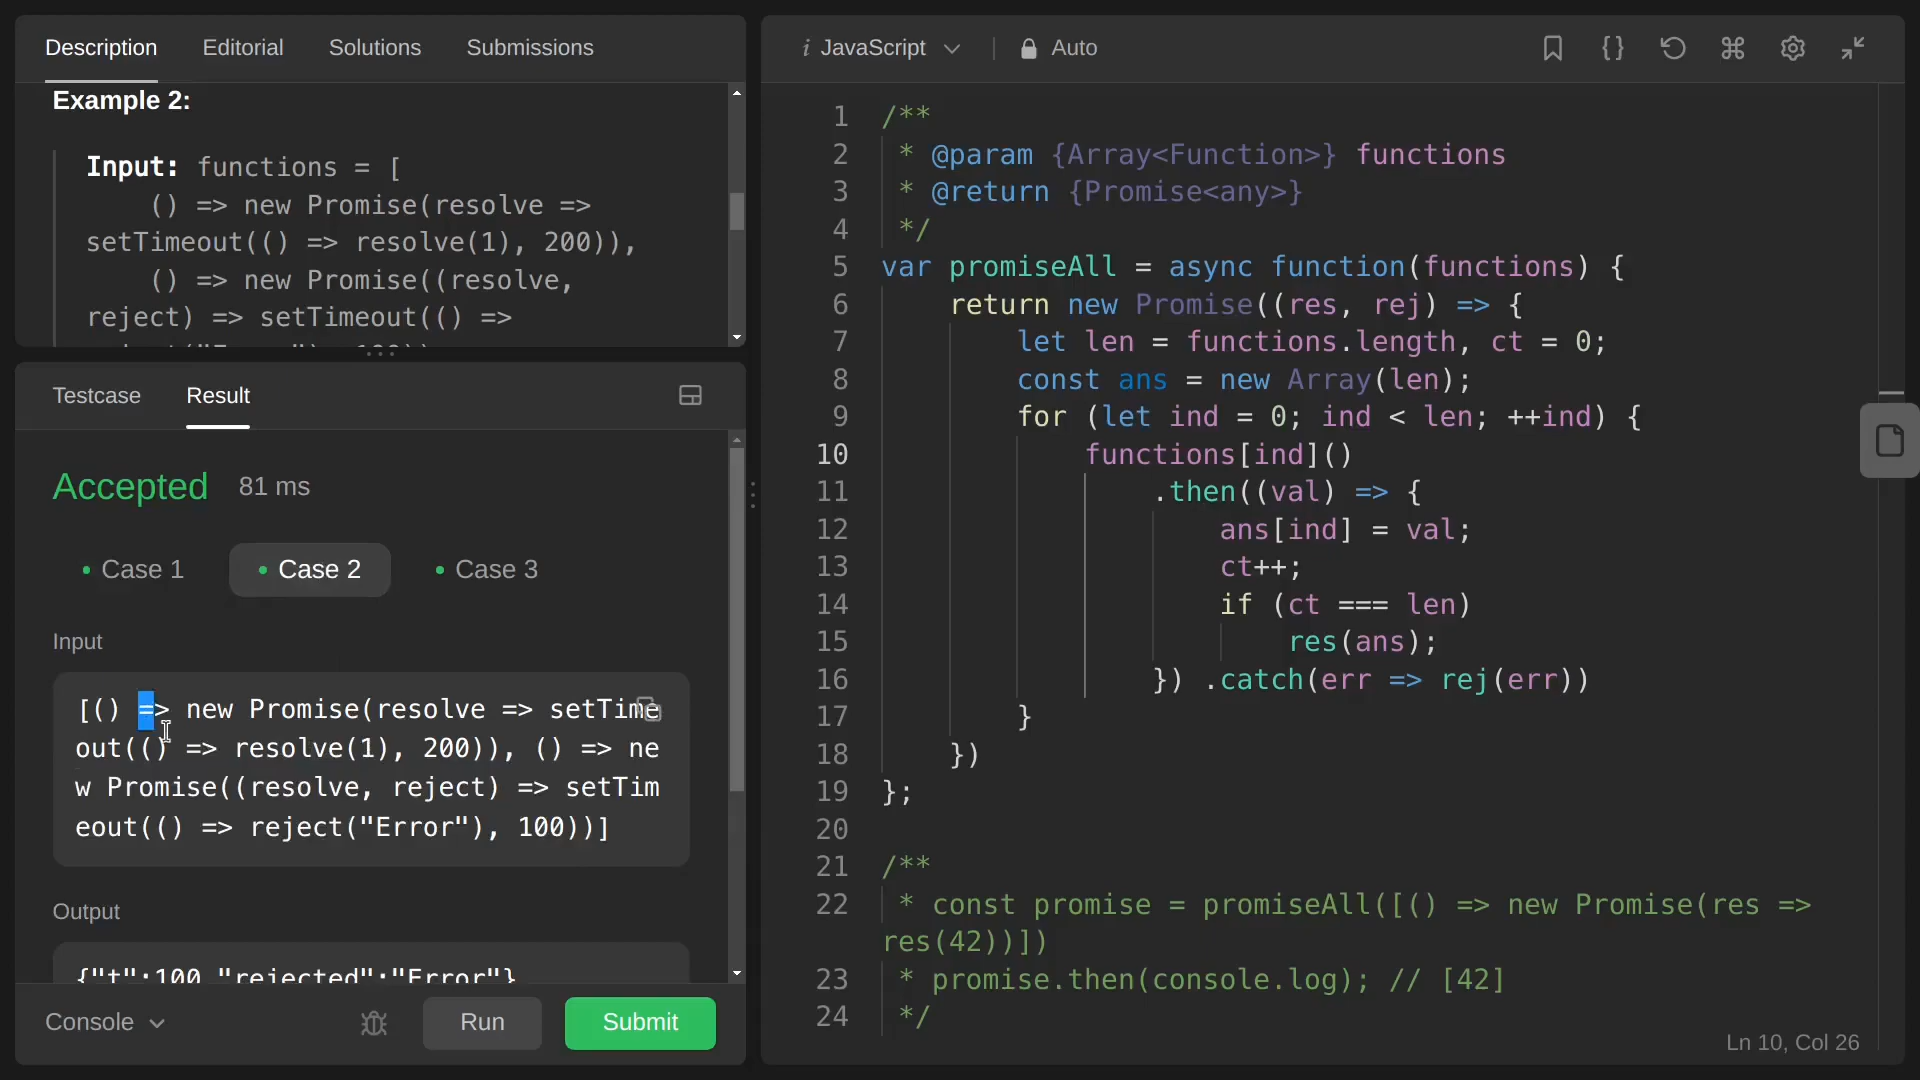 Description Editorial Solutions Submissions
Example 2:
Input: functions = [
() => new Promise(resolve =>
setTimeout(() => resolve(1), 200)),
() => new Promise((resolve,
reject) => setTimeout(() =>
Testcase Result
Accepted 81 ms
Case 1 Case 2 Case 3
Input
[() => new Promise(resolve => setTime
out(() => resolve(1), 200)), () => ne
w Promise((resolve, reject) => setTim
eout(() => reject("Error"), 100))]
Output
{"t":100,"rejected":"Error"}
Console Run Submit
i JavaScript Auto
1 /**
2 * @param {Array<Function>} functions
3 * @return {Promise<any>}
4 */
5 var promiseAll = async function(functions) {
6 return new Promise((res, rej) => {
7 let len = functions.length, ct = 0;
8 const ans = new Array(len);
9 for (let ind = 0; ind < len; ++ind) {
10 functions[ind]()
11 .then((val) => {
12 ans[ind] = val;
13 ct++;
14 if (ct === len)
15 res(ans);
16 }) .catch(err => rej(err))
17 }
18 })
19 };
20
21 /**
22 * const promise = promiseAll([() => new Promise(res =>
res(42))])
23 * promise.then(console.log); // [42]
24 */
Ln 10, Col 26